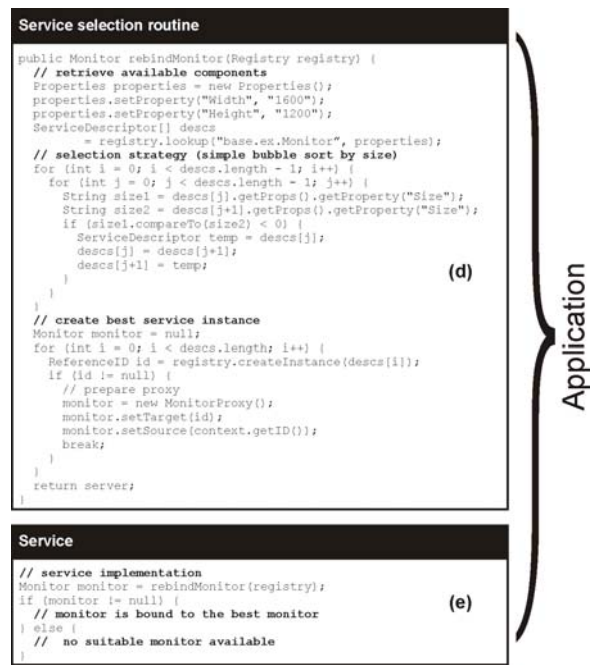 Service selection routine
public Monitor rebindMonitor(Registry registry) {
// retrieve available components
Properties properties = new Properties();
properties.setProperty("Width", "1600");
properties.setProperty("Height", "1200");
ServiceDescriptor[] descs
= registry.lookup("base.ex.Monitor", properties);
// selection strategy (simple bubble sort by size)
for (int i = 0; i < descs.length - 1; i++) {
for (int j = 0; j < descs.length - 1; j++) {
String size1 = descs[j].getProps().getProperty("Size");
String size2 = descs[j+1].getProps().getProperty("Size");
if (size1.compareTo(size2) < 0) {
ServiceDescriptor temp = descs[j];
descs[j] = descs[j+1];
descs[j+1] = temp;
}
(d)
}
}
// create best service instance
Monitor monitor = null;
for (int i = 0; i < descs.length; i++) {
ReferenceID id = registry.createInstance(descs[i]);
if (id != null) {
// prepare proxy
monitor = new MonitorProxy();
monitor.setTarget(id);
monitor.setSource(context.getID());
break;
}
}
return server;
}
Service
// service implementation
Monitor monitor = rebindMonitor(registry);
if (monitor != null) {
(e)
// monitor is bound to the best monitor
} else {
// no suitable monitor available
}
Application